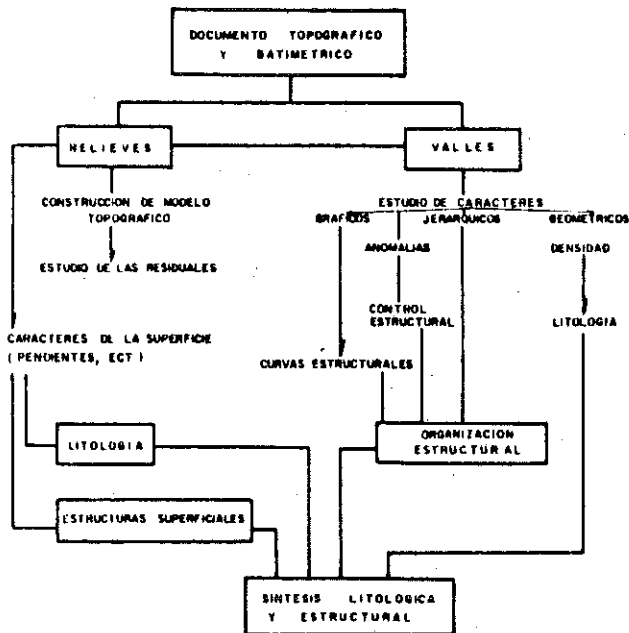 DOCUMENTO TOPOGRAFICO
Y BATIMETRICO
RELIEVES
VALLES
CONSTRUCCION DE MODELO
TOPOGRAFICO
ESTUDIO DE LAS RESIDUALES
ESTUDIO DE CARACTERES
GRAFICOS JERARQUICOS GEOMETRICOS
ANOMALIAS
DENSIDAD
CONTROL
ESTRUCTURAL
LITOLOGIA
CARACTERES DE LA SUPERFICIE
( PENDIENTES, ECT )
CURVAS ESTRUCTURALES
LITOLOGIA
ORGANIZACION
ESTRUCTURAL
ESTRUCTURAS SUPERFICIALES
SINTESIS LITOLOGICA
Y ESTRUCTURAL